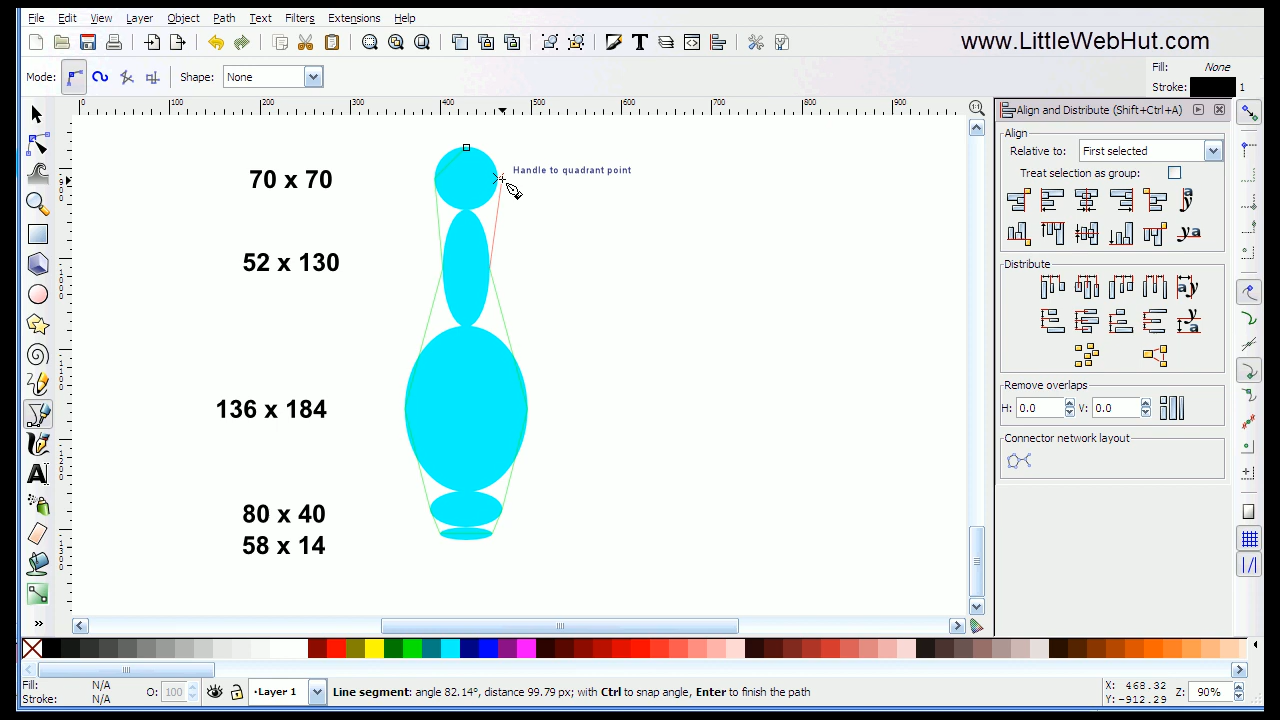 File Edit View Layer Object Path Text Filters Extensions Help
www.LittleWebHut.com
Mode: Shape: None
Fill: None
Stroke: 1
0 100 200 300 400 500 600 700 800 900
Align and Distribute (Shift+Ctrl+A)
Align
Relative to: First selected
Treat selection as group:
Distribute
Remove overlaps
H: 0.0 V: 0.0
Connector network layout
Handle to quadrant point
70 x 70
52 x 130
136 x 184
80 x 40
58 x 14
Fill: N/A
Stroke: N/A
O: 100
Layer 1
Line segment: angle 82.14°, distance 99.79 px; with Ctrl to snap angle, Enter to finish the path
X: 468.32
Y: -912.29
Z: 90%